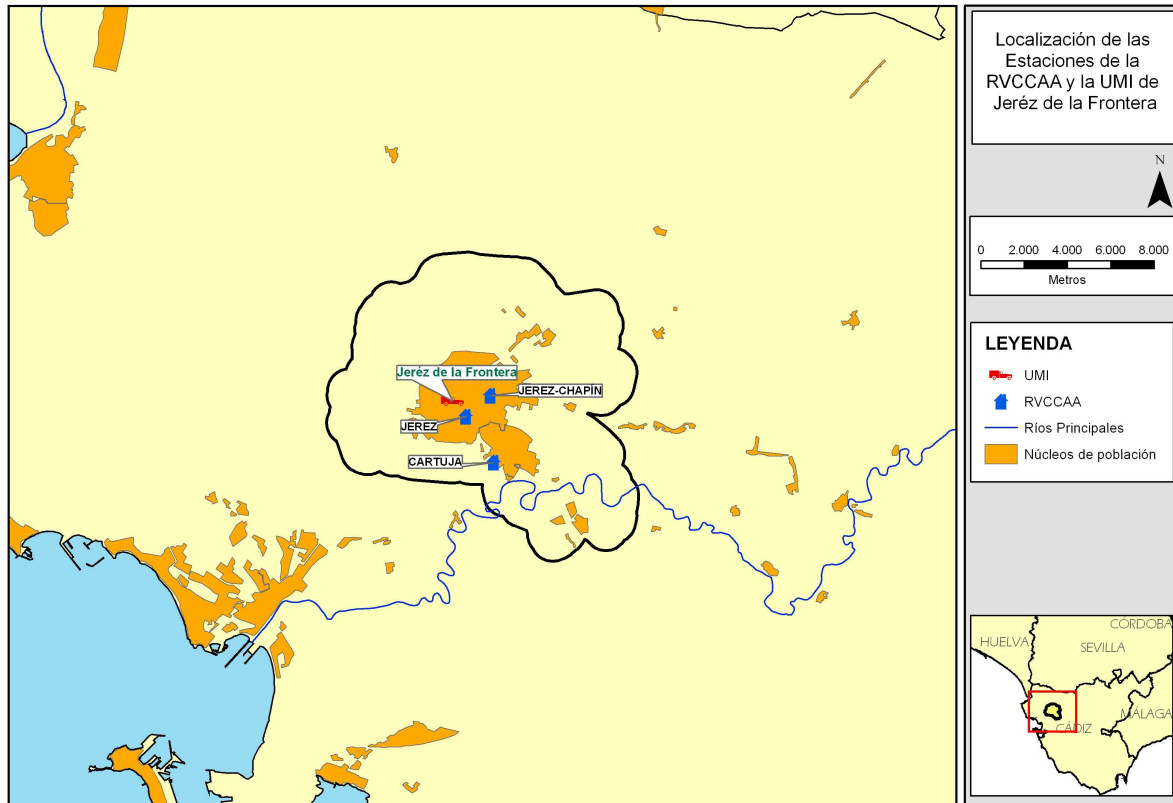 Localización de las
Estaciones de la
RVCCAA y la UMI de
Jeréz de la Frontera
N
0 2.000 4.000 6.000 8.000
Metros
LEYENDA
UMI
RVCCAA
Ríos Principales
Núcleos de población
Jeréz de la Frontera
JEREZ-CHAPÍN
JEREZ
CARTUJA
CÓRDOBA
HUELVA
SEVILLA
MÁLAGA
CÁDIZ